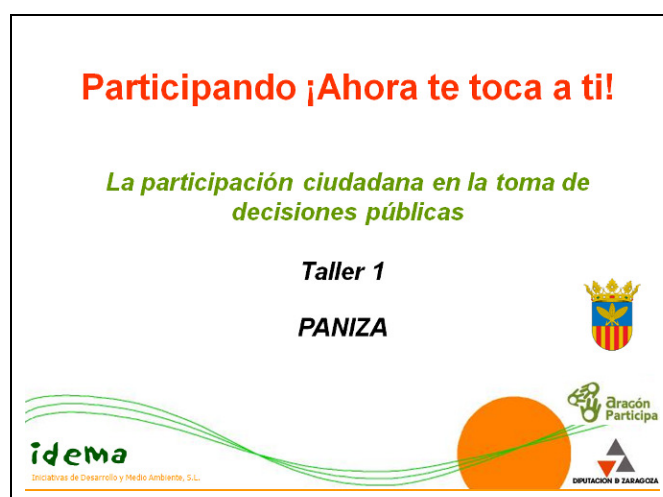 Participando ¡Ahora te toca a ti!
La participación ciudadana en la toma de
decisiones públicas
Taller 1
PANIZA
aragón
Participa
idema
Iniciativas de Desarrollo y Medio Ambiente, S.L.
DIPUTACION D ZARAGOZA